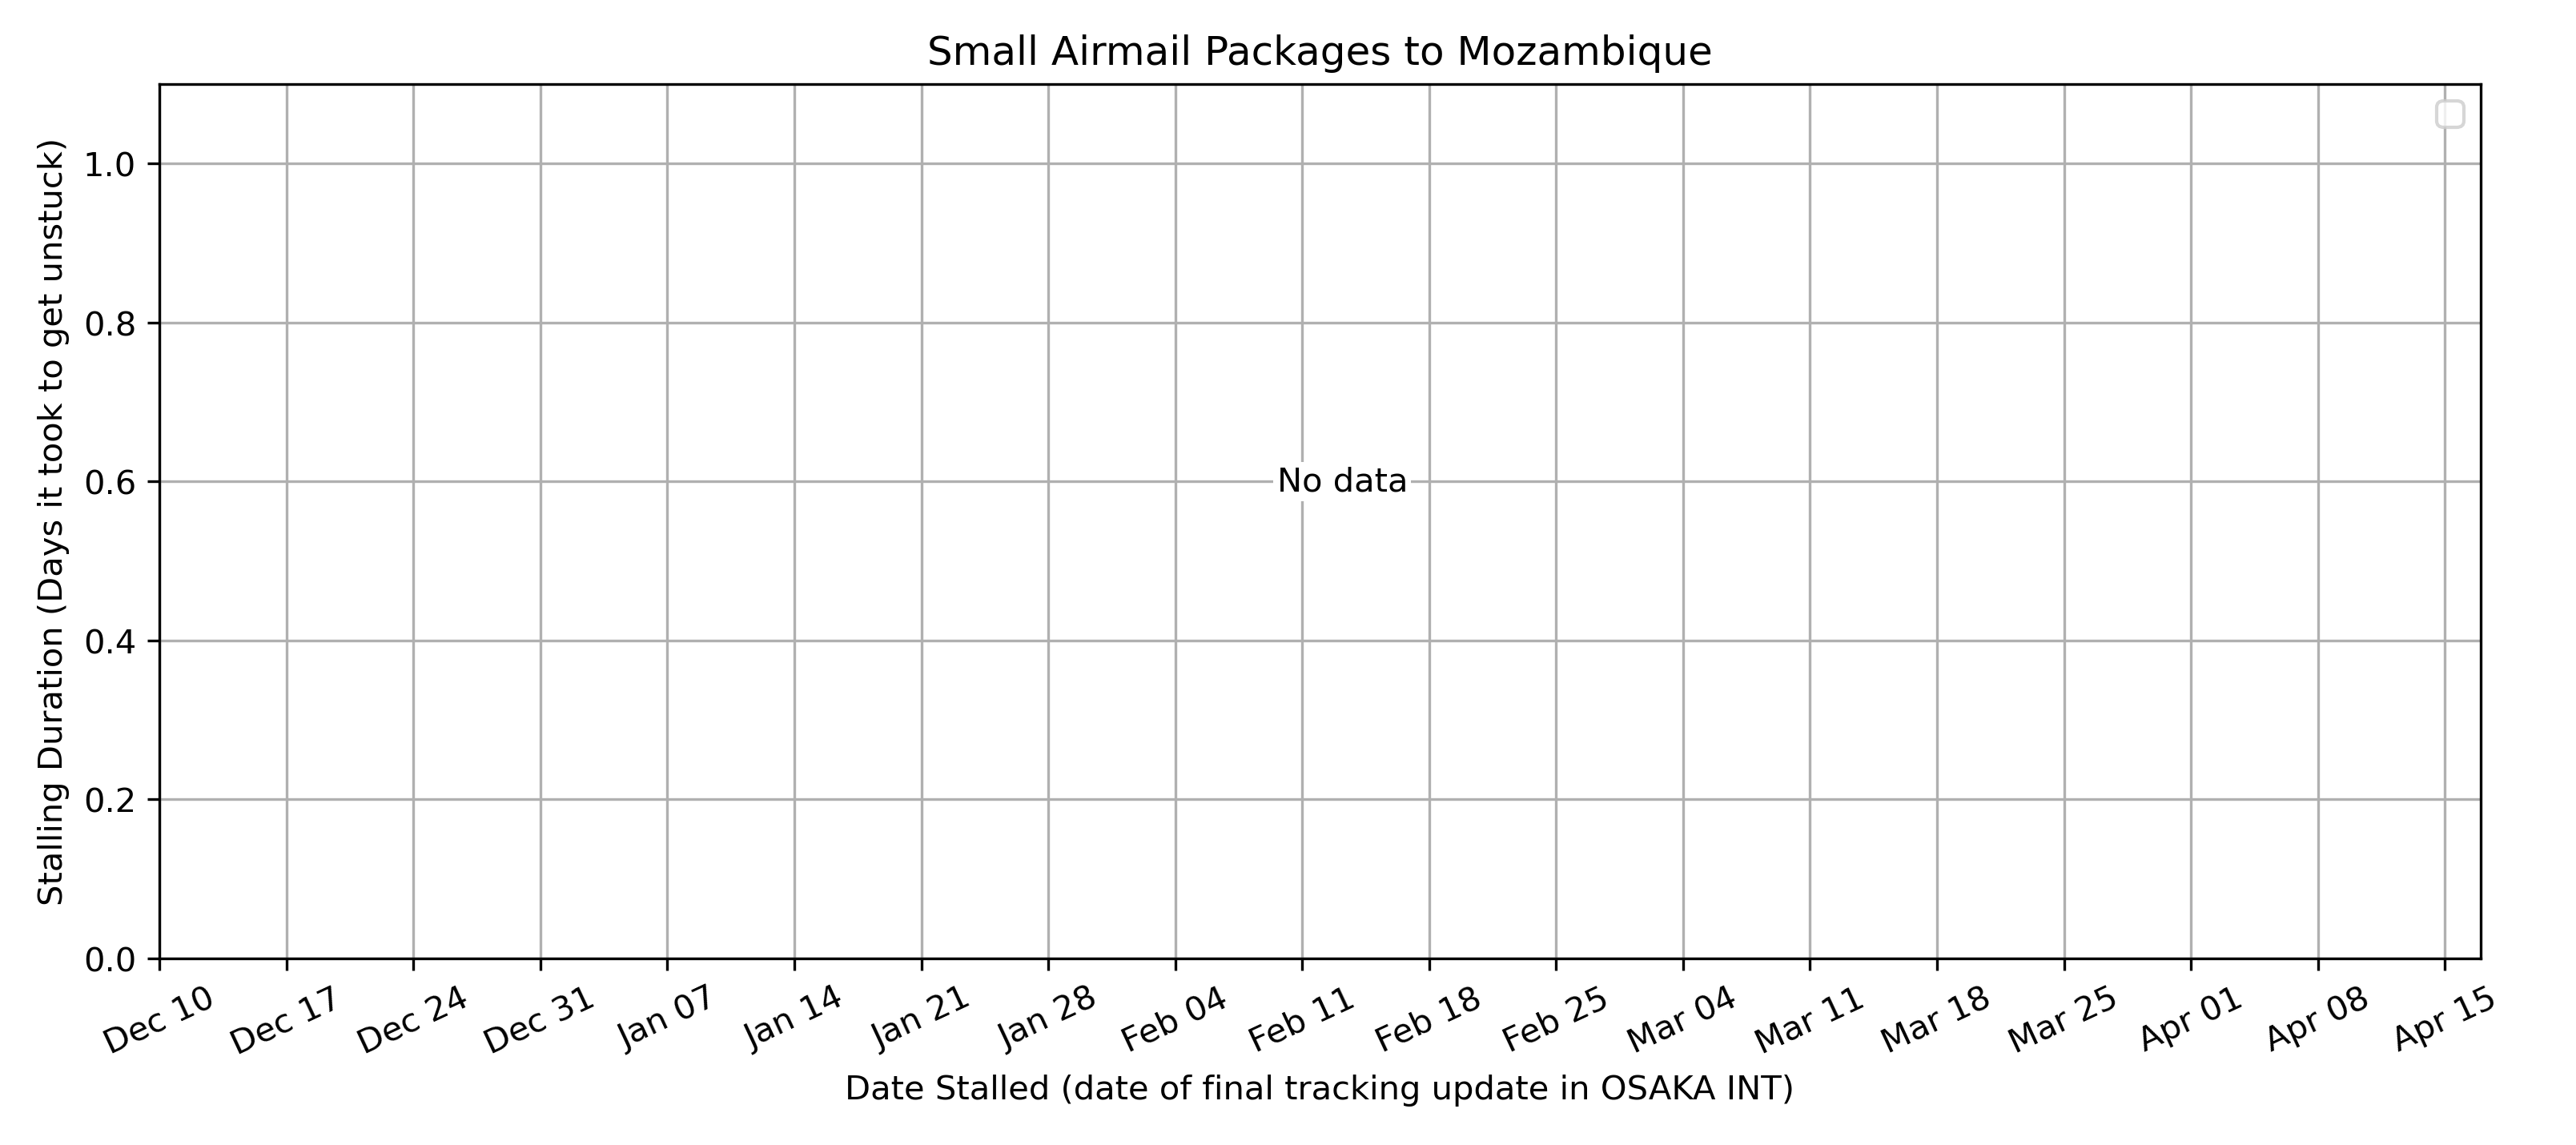 Small Airmail Packages to Mozambique
Stalling Duration (Days it took to get unstuck)
1.0
0.8
0.6
0.4
0.2
0.0
No data
Dec 10
Dec 17
Dec 24
Dec 31
Jan 07
Jan 14
Jan 21
Jan 28
Feb 04
Feb 11
Feb 18
Feb 25
Mar 04
Mar 11
Mar 18
Mar 25
Apr 01
Apr 08
Apr 15
Date Stalled (date of final tracking update in OSAKA INT)